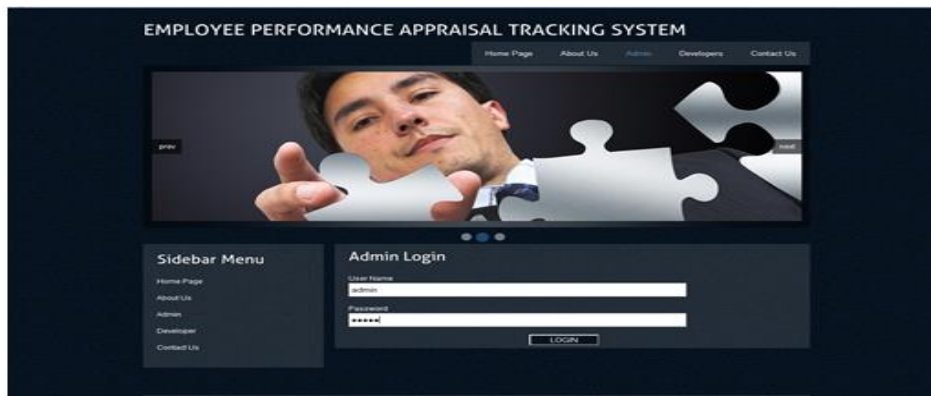 EMPLOYEE PERFORMANCE APPRAISAL TRACKING SYSTEM
Home Page About Us Admin Developers Contact Us
prev next
Sidebar Menu
Home Page
About Us
Admin
Developer
Contact Us
Admin Login
User Name
admin
Password
•••••
LOGIN